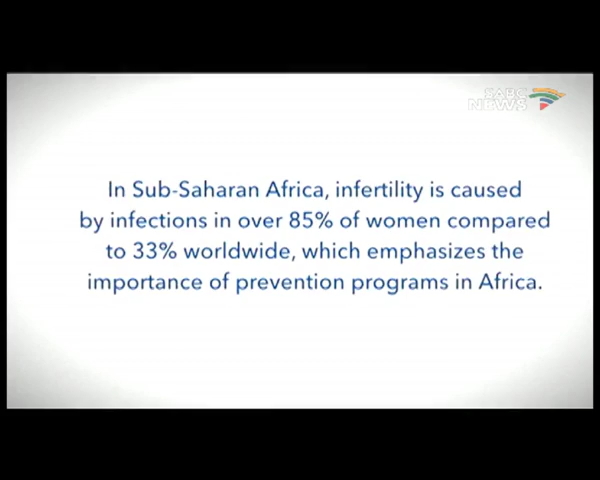 SABC
NEWS
In Sub-Saharan Africa, infertility is caused
by infections in over 85% of women compared
to 33% worldwide, which emphasizes the
importance of prevention programs in Africa.